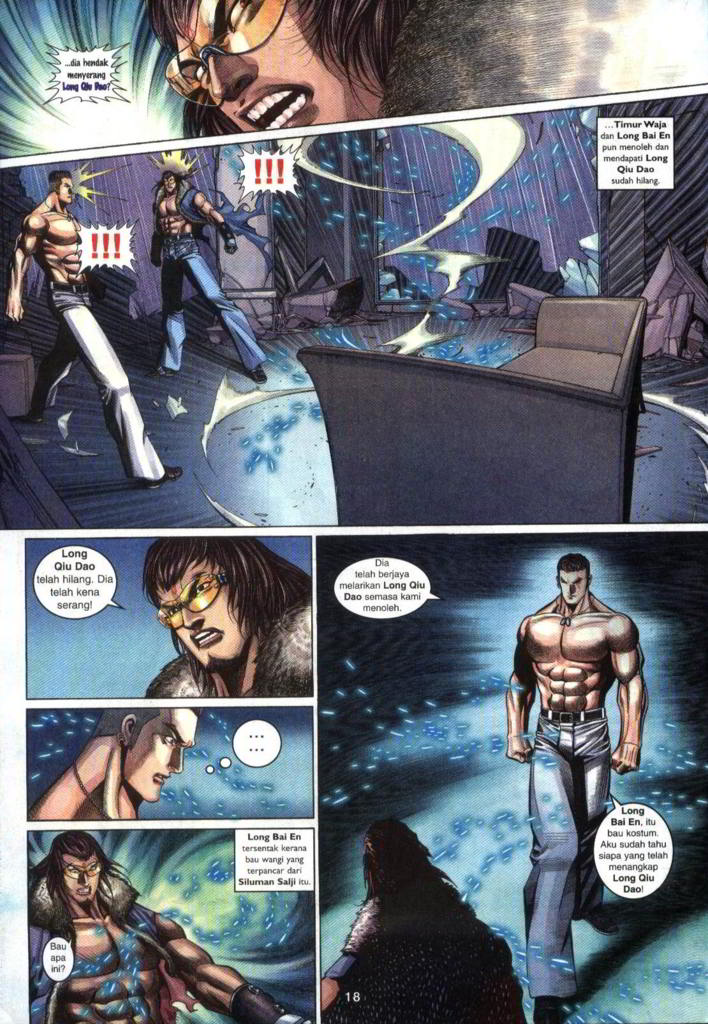 ...dia hendak
menyerang
Long Qiu Dao?
...Timur Waja
dan Long Bai En
pun menoleh dan
mendapati Long
Qiu Dao
sudah hilang.
!!!
!!!
Long
Qiu Dao
telah hilang. Dia
telah kena
serang!
Dia
telah berjaya
melarikan Long Qiu
Dao semasa kami
menoleh.
...
...
Long Bai En
tersentak kerana
bau wangi yang
terpancar dari
Siluman Salji itu.
Bau
apa
ini?
Long
Bai En, itu
bau kostum.
Aku sudah tahu
siapa yang telah
menangkap
Long Qiu
Dao!
18